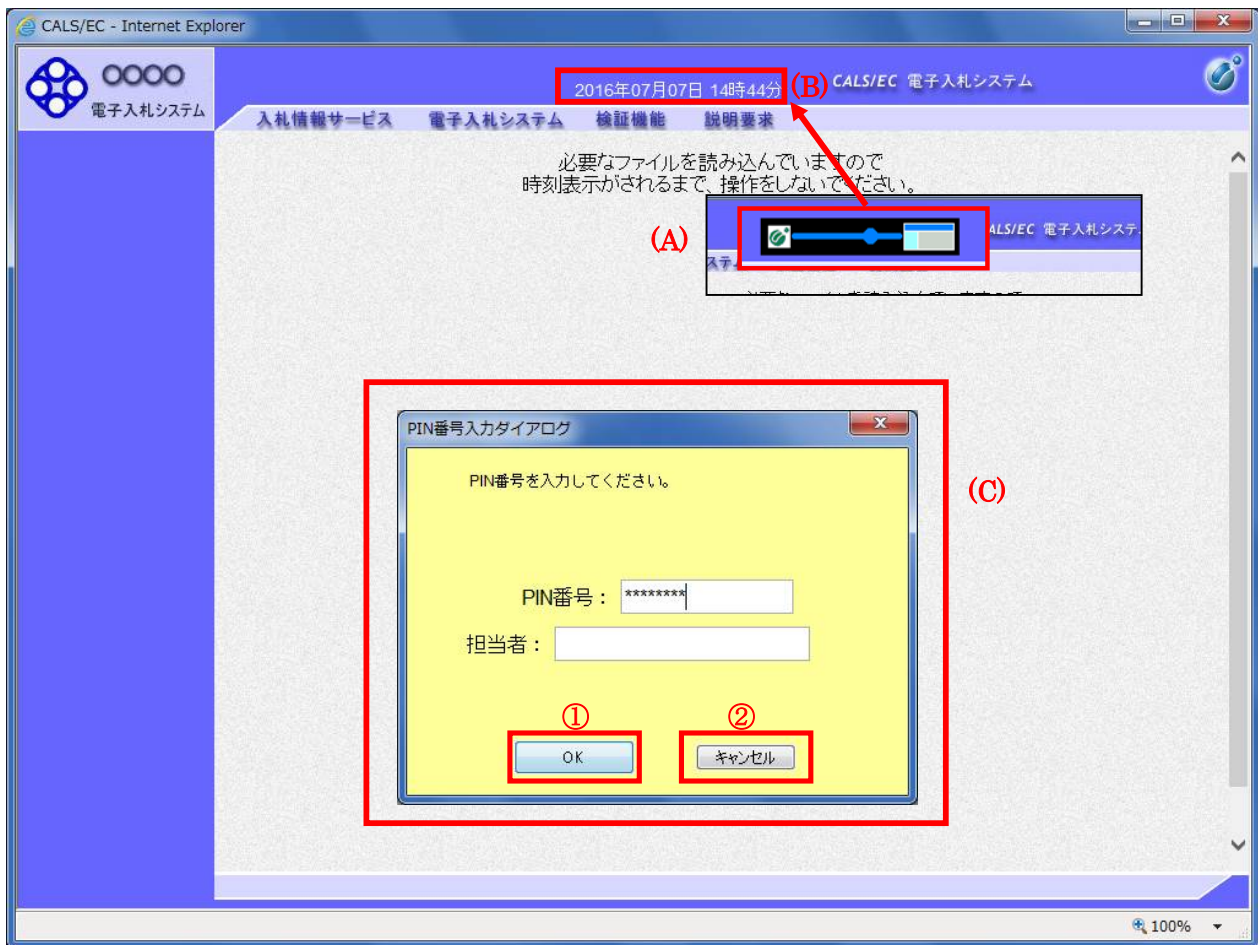 CALS/EC - Internet Explorer
○○○○
電子入札システム
2016年07月07日 14時44分
(B)
CALS/EC 電子入札システム
入札情報サービス 電子入札システム 検証機能 説明要求
必要なファイルを読み込んでいますので
時刻表示がされるまで、操作をしないでください。
(A)
ALS/EC 電子入札システ
ステム
(C)
PIN番号入力ダイアログ
PIN番号を入力してください。
PIN番号： ********
担当者：
① ②
OK キャンセル
100%